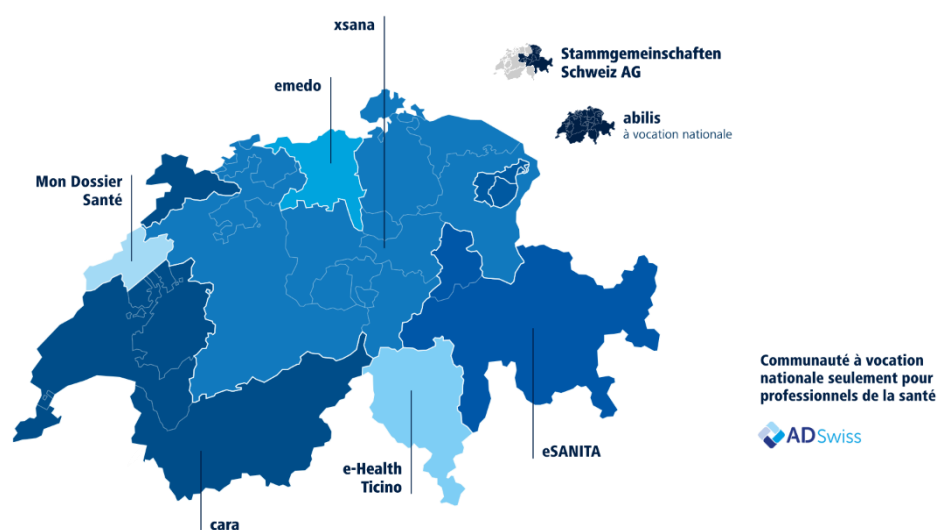 xsana
Stammgemeinschaften
Schweiz AG
emedo
abilis
à vocation nationale
Mon Dossier
Santé
Communauté à vocation
nationale seulement pour
professionnels de la santé
ADSwiss
eSANITA
e-Health
Ticino
cara